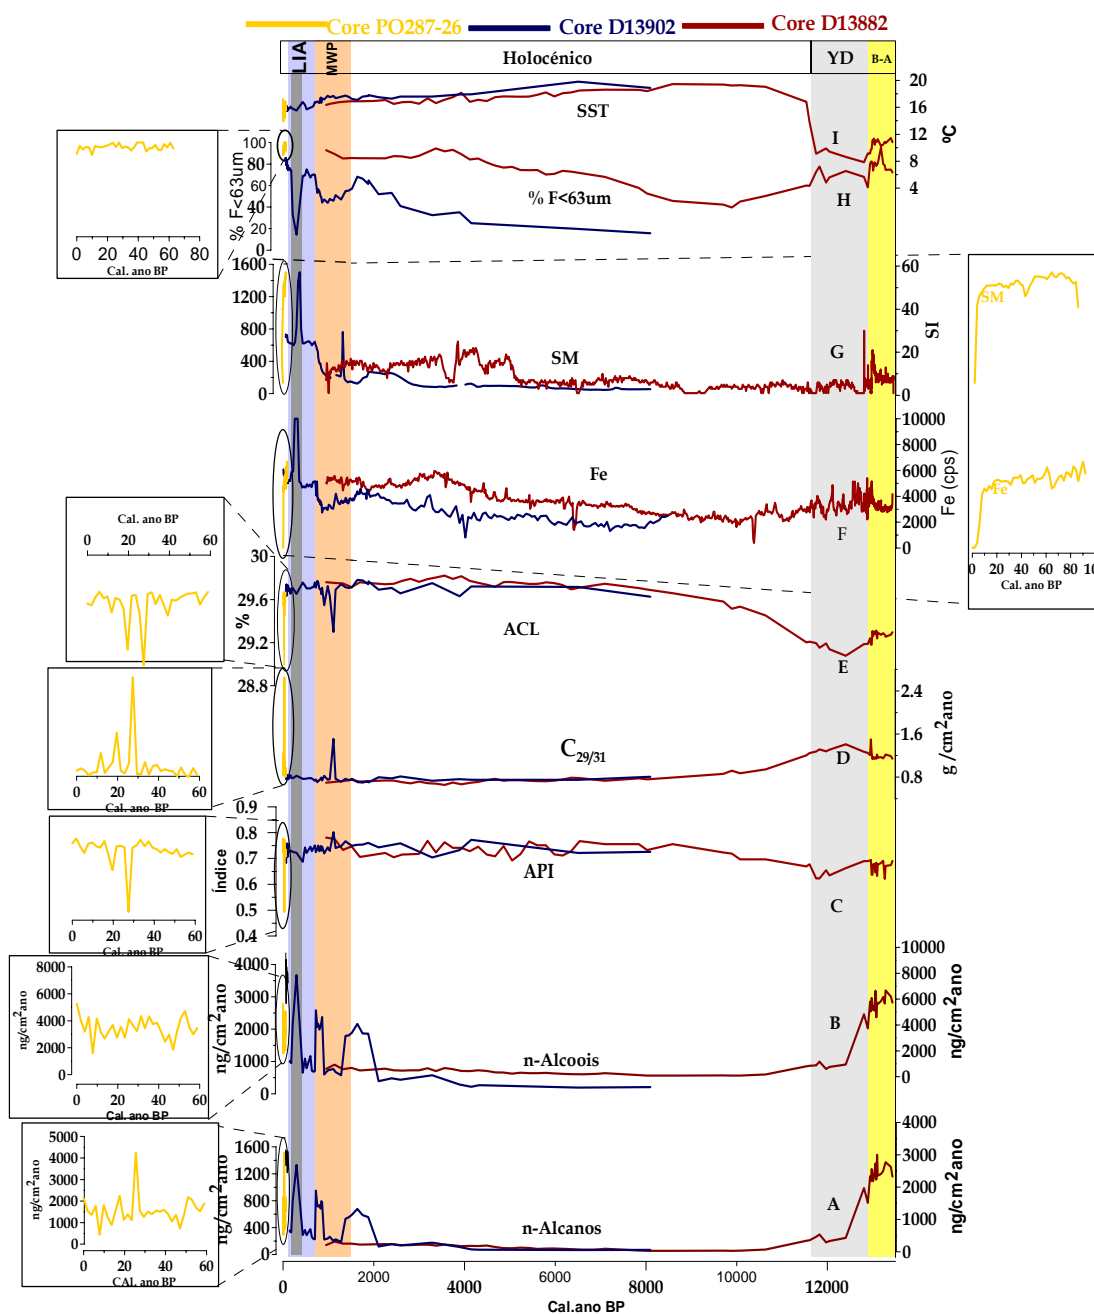 Core PO287-26 Core D13902 Core D13882
LIA MWP Holocénico YD B-A
20
16
12
8
4
ºC
SST
I
100
80
60
40
20
0
% F<63um
% F<63um
H
0 20 40 60 80
Cal. ano BP
1600
1200
800
400
0
SM
G
60
40
20
0
SI
SM
Fe
0 20 40 60 80 100
Cal. ano BP
10000
8000
6000
4000
2000
0
Fe (cps)
Fe
F
Cal. ano BP
0 20 40 60
30
29.6
29.2
28.8
%
ACL
E
2.4
1.6
0.8
g /cm²ano
C29/31
D
0 20 40 60
Cal. ano BP
0.9
0.8
0.7
0.6
0.5
0.4
Índice
API
C
0 20 40 60
Cal. ano BP
8000
6000
4000
2000
0
ng/cm²ano
0 20 40 60
Cal. ano BP
4000
3000
2000
1000
0
ng/cm²ano
n-Alcoois
B
10000
8000
6000
4000
2000
0
ng/cm²ano
5000
4000
3000
2000
1000
0
ng/cm²ano
0 20 40 60
CAl. ano BP
1600
1200
800
400
0
ng/cm²ano
n-Alcanos
A
4000
3000
2000
1000
0
ng/cm²ano
0 2000 4000 6000 8000 10000 12000
Cal.ano BP